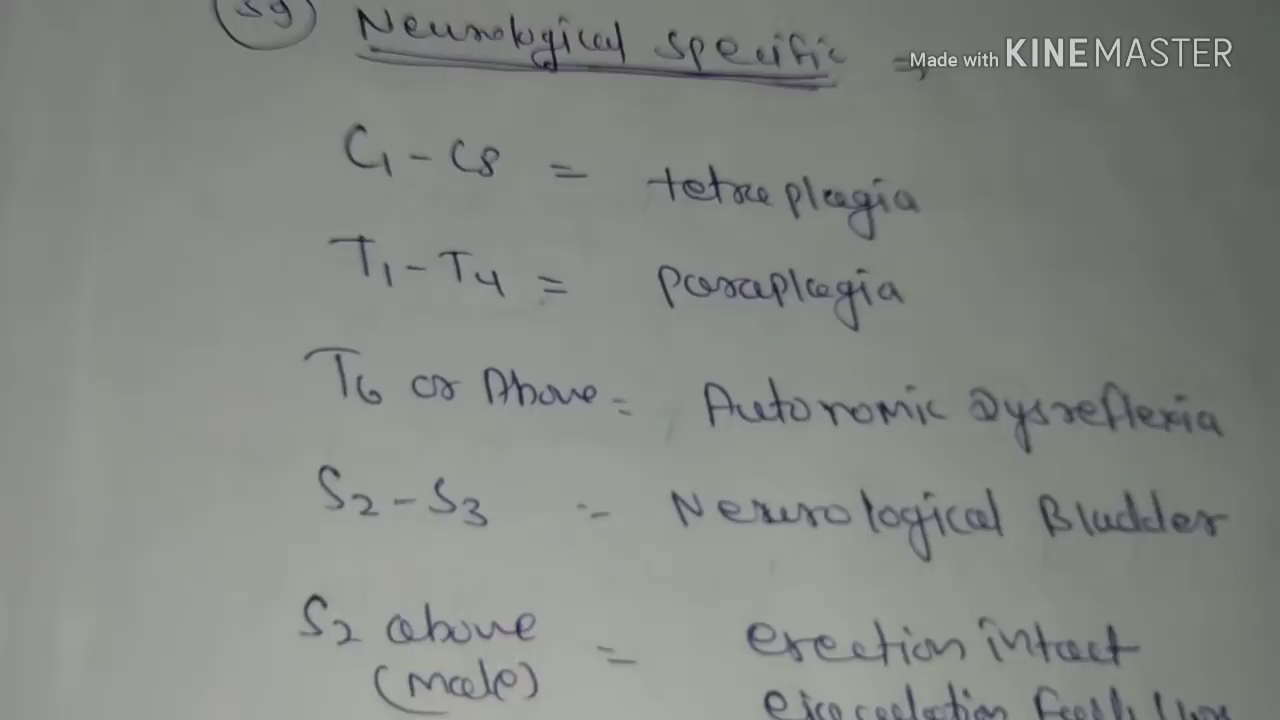 59 Neurological specific →
Made with KINEMASTER
C1 - C8 = tetraplegia
T1 - T4 = Paraplegia
T6 or Above = Autonomic Dysreflexia
S2 - S3 - Neurological Bladder
S2 above = erection intact
(male)